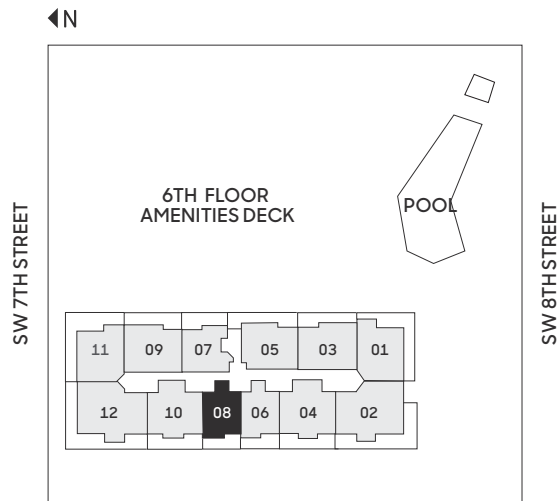 N
6TH FLOOR
AMENITIES DECK
POOL
SW 7TH STREET
SW 8TH STREET
11 09 07 05 03 01
12 10 08 06 04 02